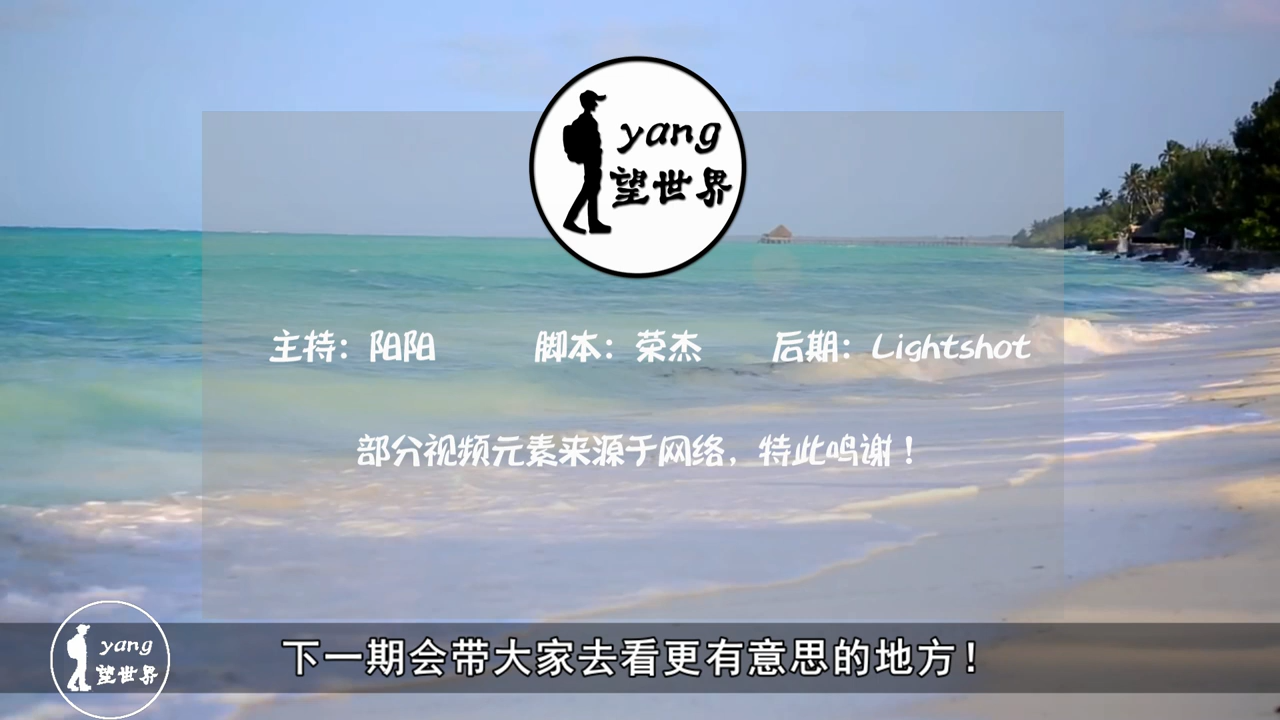 yang
望世界
主持：阳阳 脚本：荣杰 后期：Lightshot
部分视频元素来源于网络，特此鸣谢！
yang
望世界
下一期会带大家去看更有意思的地方！